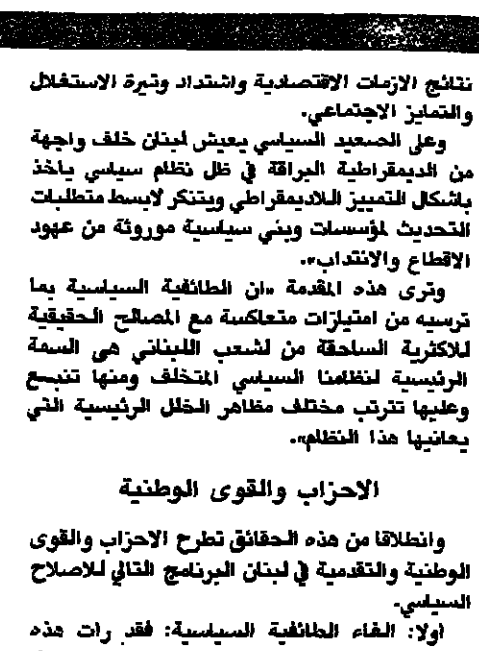 نتائج الازمات الاقتصادية واشتداد وتيرة الاستغلال
والتمايز الاجتماعي.
وعلى الصعيد السياسي يعيش لبنان خلف واجهة
من الديمقراطية البراقة في ظل نظام سياسي يأخذ
باشكال التمييز اللاديمقراطي ويتنكر لابسط متطلبات
التحديث لمؤسسات وبنى سياسية موروثة من عهود
الاقطاع والانتداب».
وترى هذه المقدمة «ان الطائفية السياسية بما
ترسيه من امتيازات متعاكسة مع المصالح الحقيقية
للاكثرية الساحقة من لشعب اللبناني هي السمة
الرئيسية لنظامنا السياسي المتخلف ومنها تنبع
وعليها تترتب مختلف مظاهر الخلل الرئيسية التي
يعانيها هذا النظام».
الاحزاب والقوى الوطنية
وانطلاقا من هذه الحقائق تطرح الاحزاب والقوى
الوطنية والتقدمية في لبنان البرنامج التالي للاصلاح
السياسي.
اولا: الغاء الطائفية السياسية: فقد رات هذه